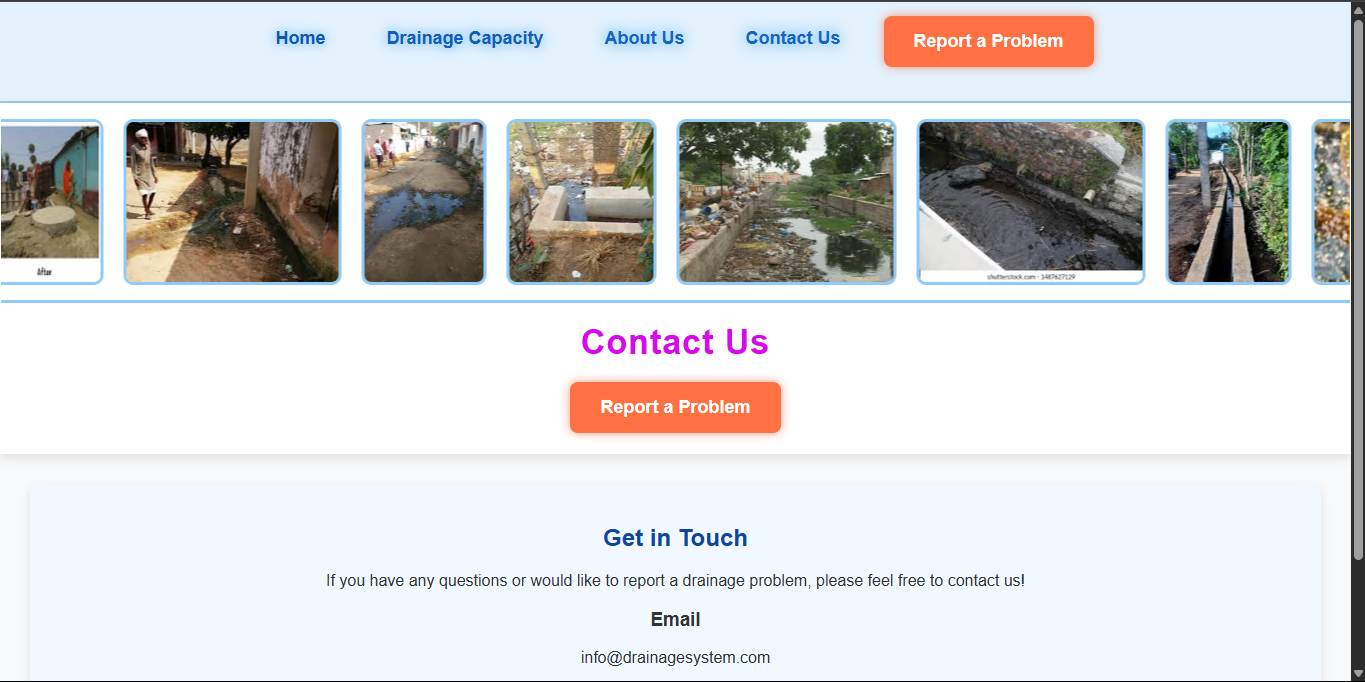 Home
Drainage Capacity
About Us
Contact Us
Report a Problem
After
shutterstock.com · 1487627129
Contact Us
Report a Problem
Get in Touch
If you have any questions or would like to report a drainage problem, please feel free to contact us!
Email
info@drainagesystem.com